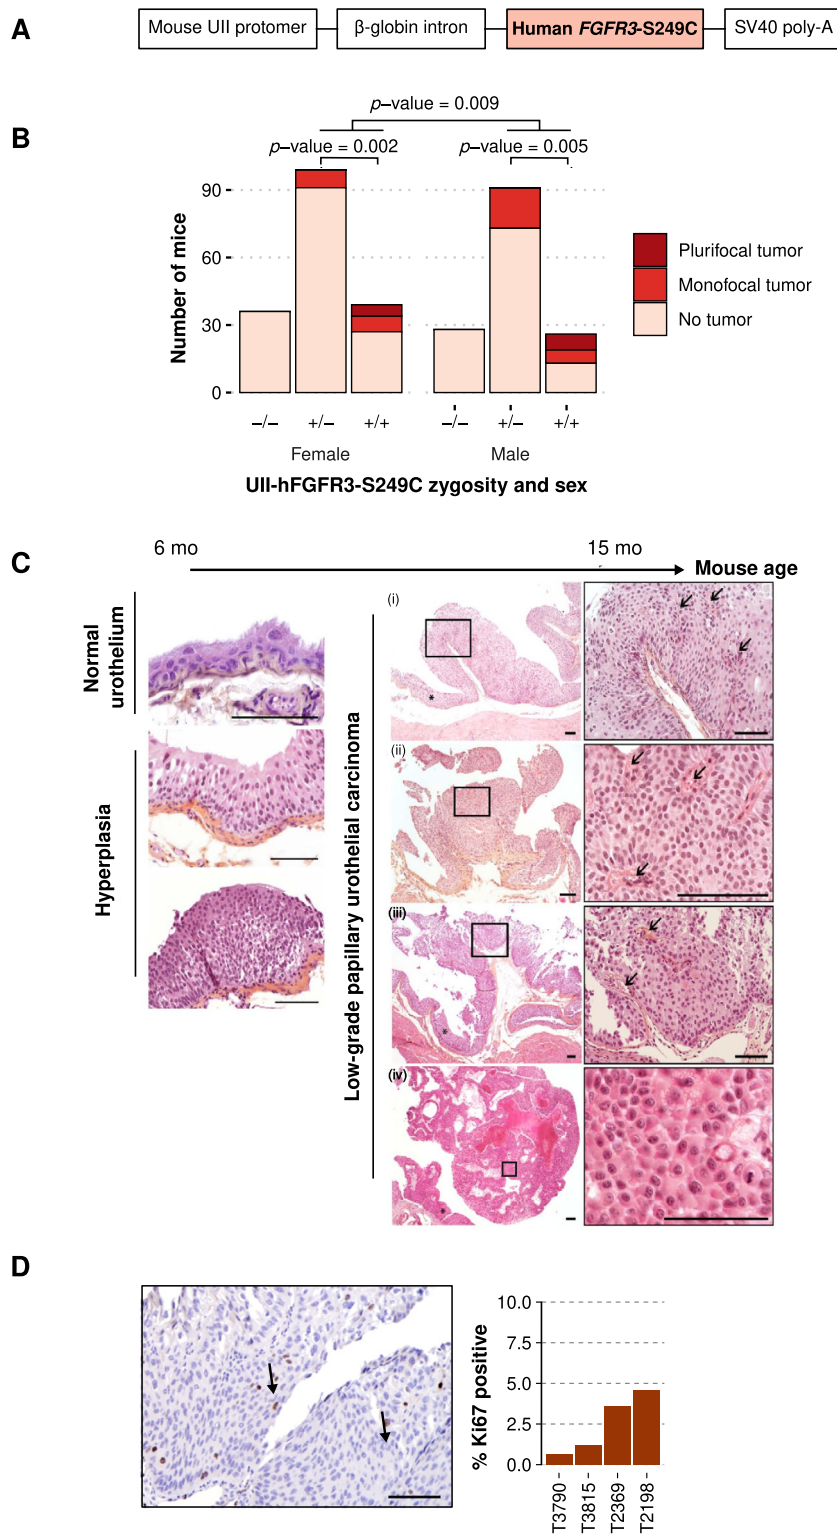 A
Mouse UII protomer
β-globin intron
Human FGFR3-S249C
SV40 poly-A
B
p–value = 0.009
p–value = 0.002
p–value = 0.005
Number of mice
90
60
30
0
–/–
+/–
+/+
–/–
+/–
+/+
Female
Male
UII-hFGFR3-S249C zygosity and sex
Plurifocal tumor
Monofocal tumor
No tumor
C
6 mo
15 mo
Mouse age
Normal
urothelium
Hyperplasia
Low-grade papillary urothelial carcinoma
(i)
*
(ii)
(iii)
*
(iv)
*
D
% Ki67 positive
10.0
7.5
5.0
2.5
0.0
T3790
T3815
T2369
T2198